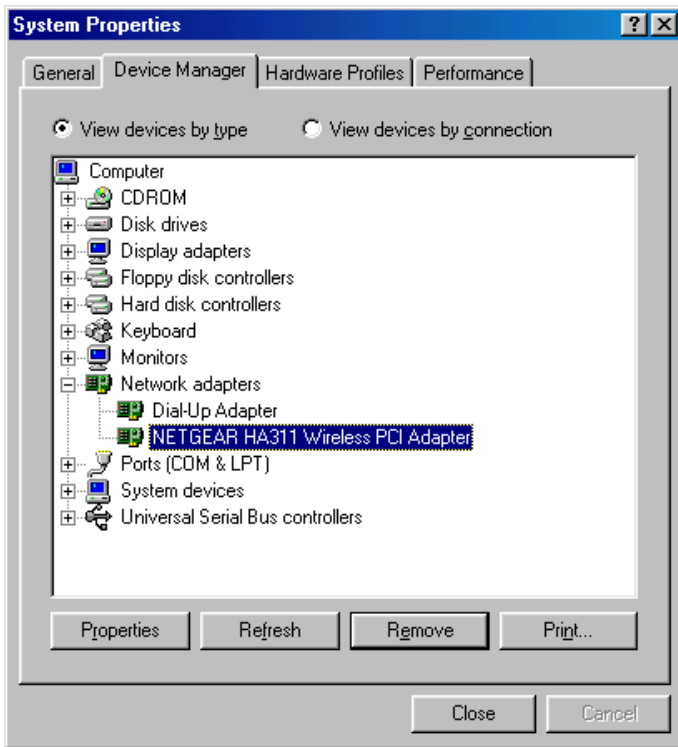 System Properties
General Device Manager Hardware Profiles Performance
View devices by type View devices by connection
Computer
CDROM
Disk drives
Display adapters
Floppy disk controllers
Hard disk controllers
Keyboard
Monitors
Network adapters
Dial-Up Adapter
NETGEAR HA311 Wireless PCI Adapter
Ports (COM & LPT)
System devices
Universal Serial Bus controllers
Properties Refresh Remove Print...
Close Cancel